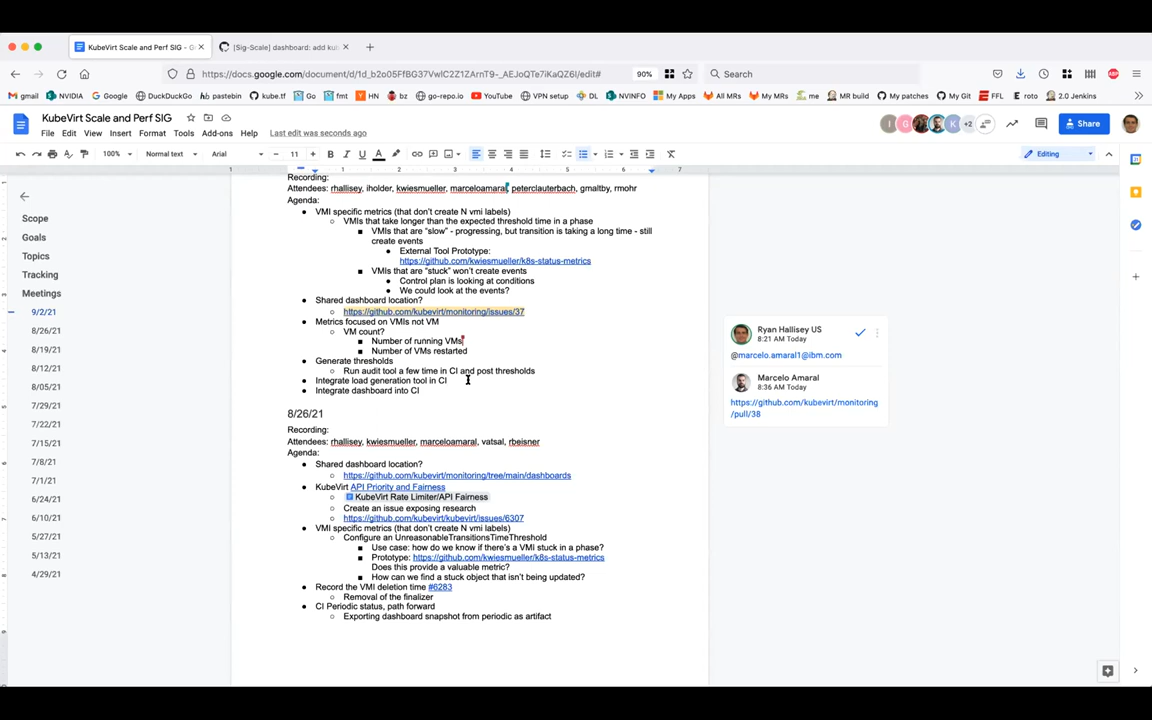 KubeVirt Scale and Perf SIG - G
[Sig-Scale] dashboard: add ku
https://docs.google.com/document/d/1d_b2o05FfBG37VwlC2Z1ZArnT9-_AEJoQTe7iKaQZ6I/edit#
90%
Search
gmail
NVIDIA
Google
DuckDuckGo
pastebin
kube.tf
Go
fmt
HN
bz
go-repo.io
YouTube
VPN setup
DL
NVINFO
My Apps
All MRs
My MRs
me
MR build
My patches
My Git
FFL
roto
2.0 Jenkins
KubeVirt Scale and Perf SIG
File Edit View Insert Format Tools Add-ons Help Last edit was seconds ago
+2
Share
100% Normal text Arial 11
Editing
1 2 3 4 5 6 7
Scope
Goals
Topics
Tracking
Meetings
9/2/21
8/26/21
8/19/21
8/12/21
8/05/21
7/29/21
7/22/21
7/15/21
7/8/21
7/1/21
6/24/21
6/10/21
5/27/21
5/13/21
4/29/21
Recording:
Attendees: rhallisey, iholder, kwiesmueller, marceloamaral, peterclauterbach, gmaltby, rmohr
Agenda:
● VMI specific metrics (that don't create N vmi labels)
○ VMIs that take longer than the expected threshold time in a phase
■ VMIs that are "slow" - progressing, but transition is taking a long time - still
create events
● External Tool Prototype:
https://github.com/kwiesmueller/k8s-status-metrics
■ VMIs that are "stuck" won't create events
● Control plan is looking at conditions
● We could look at the events?
● Shared dashboard location?
○ https://github.com/kubevirt/monitoring/issues/37
● Metrics focused on VMIs not VM
○ VM count?
■ Number of running VMs
■ Number of VMs restarted
● Generate thresholds
○ Run audit tool a few time in CI and post thresholds
● Integrate load generation tool in CI
● Integrate dashboard into CI
8/26/21
Recording:
Attendees: rhallisey, kwiesmueller, marceloamaral, vatsal, rbeisner
Agenda:
● Shared dashboard location?
○ https://github.com/kubevirt/monitoring/tree/main/dashboards
● KubeVirt API Priority and Fairness
○ KubeVirt Rate Limiter/API Fairness
○ Create an issue exposing research
○ https://github.com/kubevirt/kubevirt/issues/6307
● VMI specific metrics (that don't create N vmi labels)
○ Configure an UnreasonableTransitionsTimeThreshold
■ Use case: how do we know if there's a VMI stuck in a phase?
■ Prototype: https://github.com/kwiesmueller/k8s-status-metrics
Does this provide a valuable metric?
■ How can we find a stuck object that isn't being updated?
● Record the VMI deletion time #6283
○ Removal of the finalizer
● CI Periodic status, path forward
○ Exporting dashboard snapshot from periodic as artifact
Ryan Hallisey US
8:21 AM Today
@marcelo.amaral1@ibm.com
Marcelo Amaral
8:36 AM Today
https://github.com/kubevirt/monitoring
/pull/38